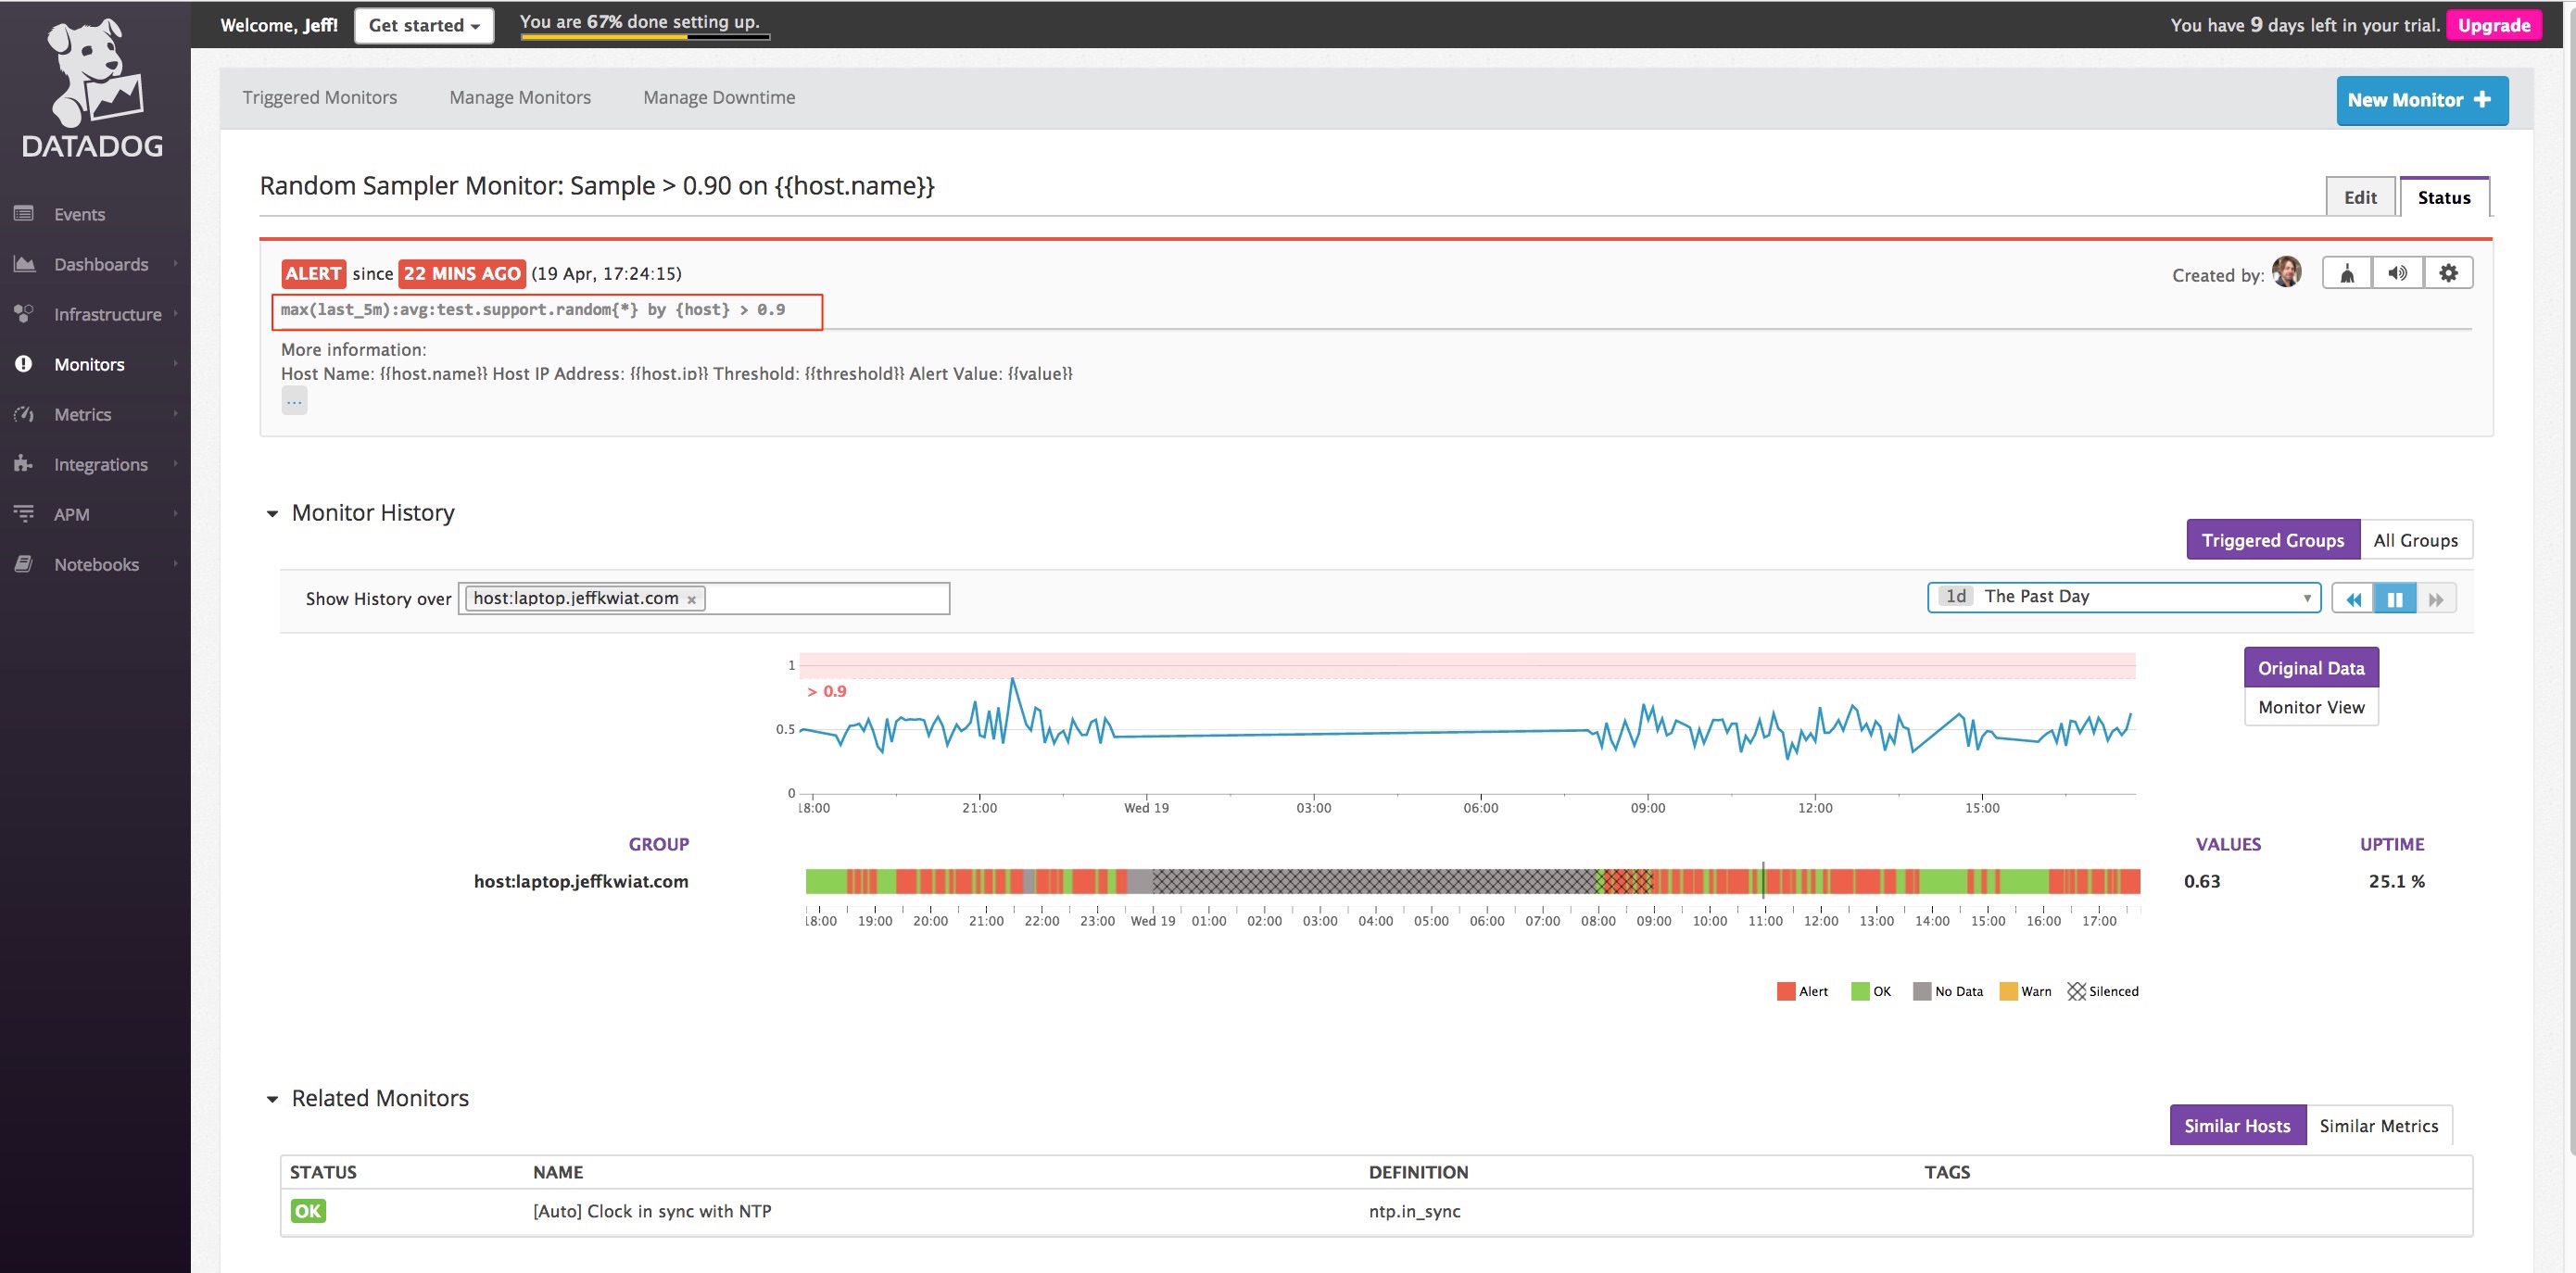 Welcome, Jeff! Get started You are 67% done setting up. You have 9 days left in your trial. Upgrade
DATADOG
Events
Dashboards
Infrastructure
Monitors
Metrics
Integrations
APM
Notebooks
Triggered Monitors Manage Monitors Manage Downtime New Monitor +
Random Sampler Monitor: Sample > 0.90 on {{host.name}} Edit Status
ALERT since 22 MINS AGO (19 Apr, 17:24:15) Created by:
max(last_5m):avg:test.support.random{*} by {host} > 0.9
More information:
Host Name: {{host.name}} Host IP Address: {{host.ip}} Threshold: {{threshold}} Alert Value: {{value}}
...
Monitor History
Triggered Groups All Groups
Show History over host:laptop.jeffkwiat.com × 1d The Past Day
1
> 0.9
0.5
0
Original Data
Monitor View
18:00 21:00 Wed 19 03:00 06:00 09:00 12:00 15:00
GROUP VALUES UPTIME
host:laptop.jeffkwiat.com 0.63 25.1 %
18:00 19:00 20:00 21:00 22:00 23:00 Wed 19 01:00 02:00 03:00 04:00 05:00 06:00 07:00 08:00 09:00 10:00 11:00 12:00 13:00 14:00 15:00 16:00 17:00
Alert OK No Data Warn Silenced
Related Monitors
Similar Hosts Similar Metrics
STATUS NAME DEFINITION TAGS
OK [Auto] Clock in sync with NTP ntp.in_sync